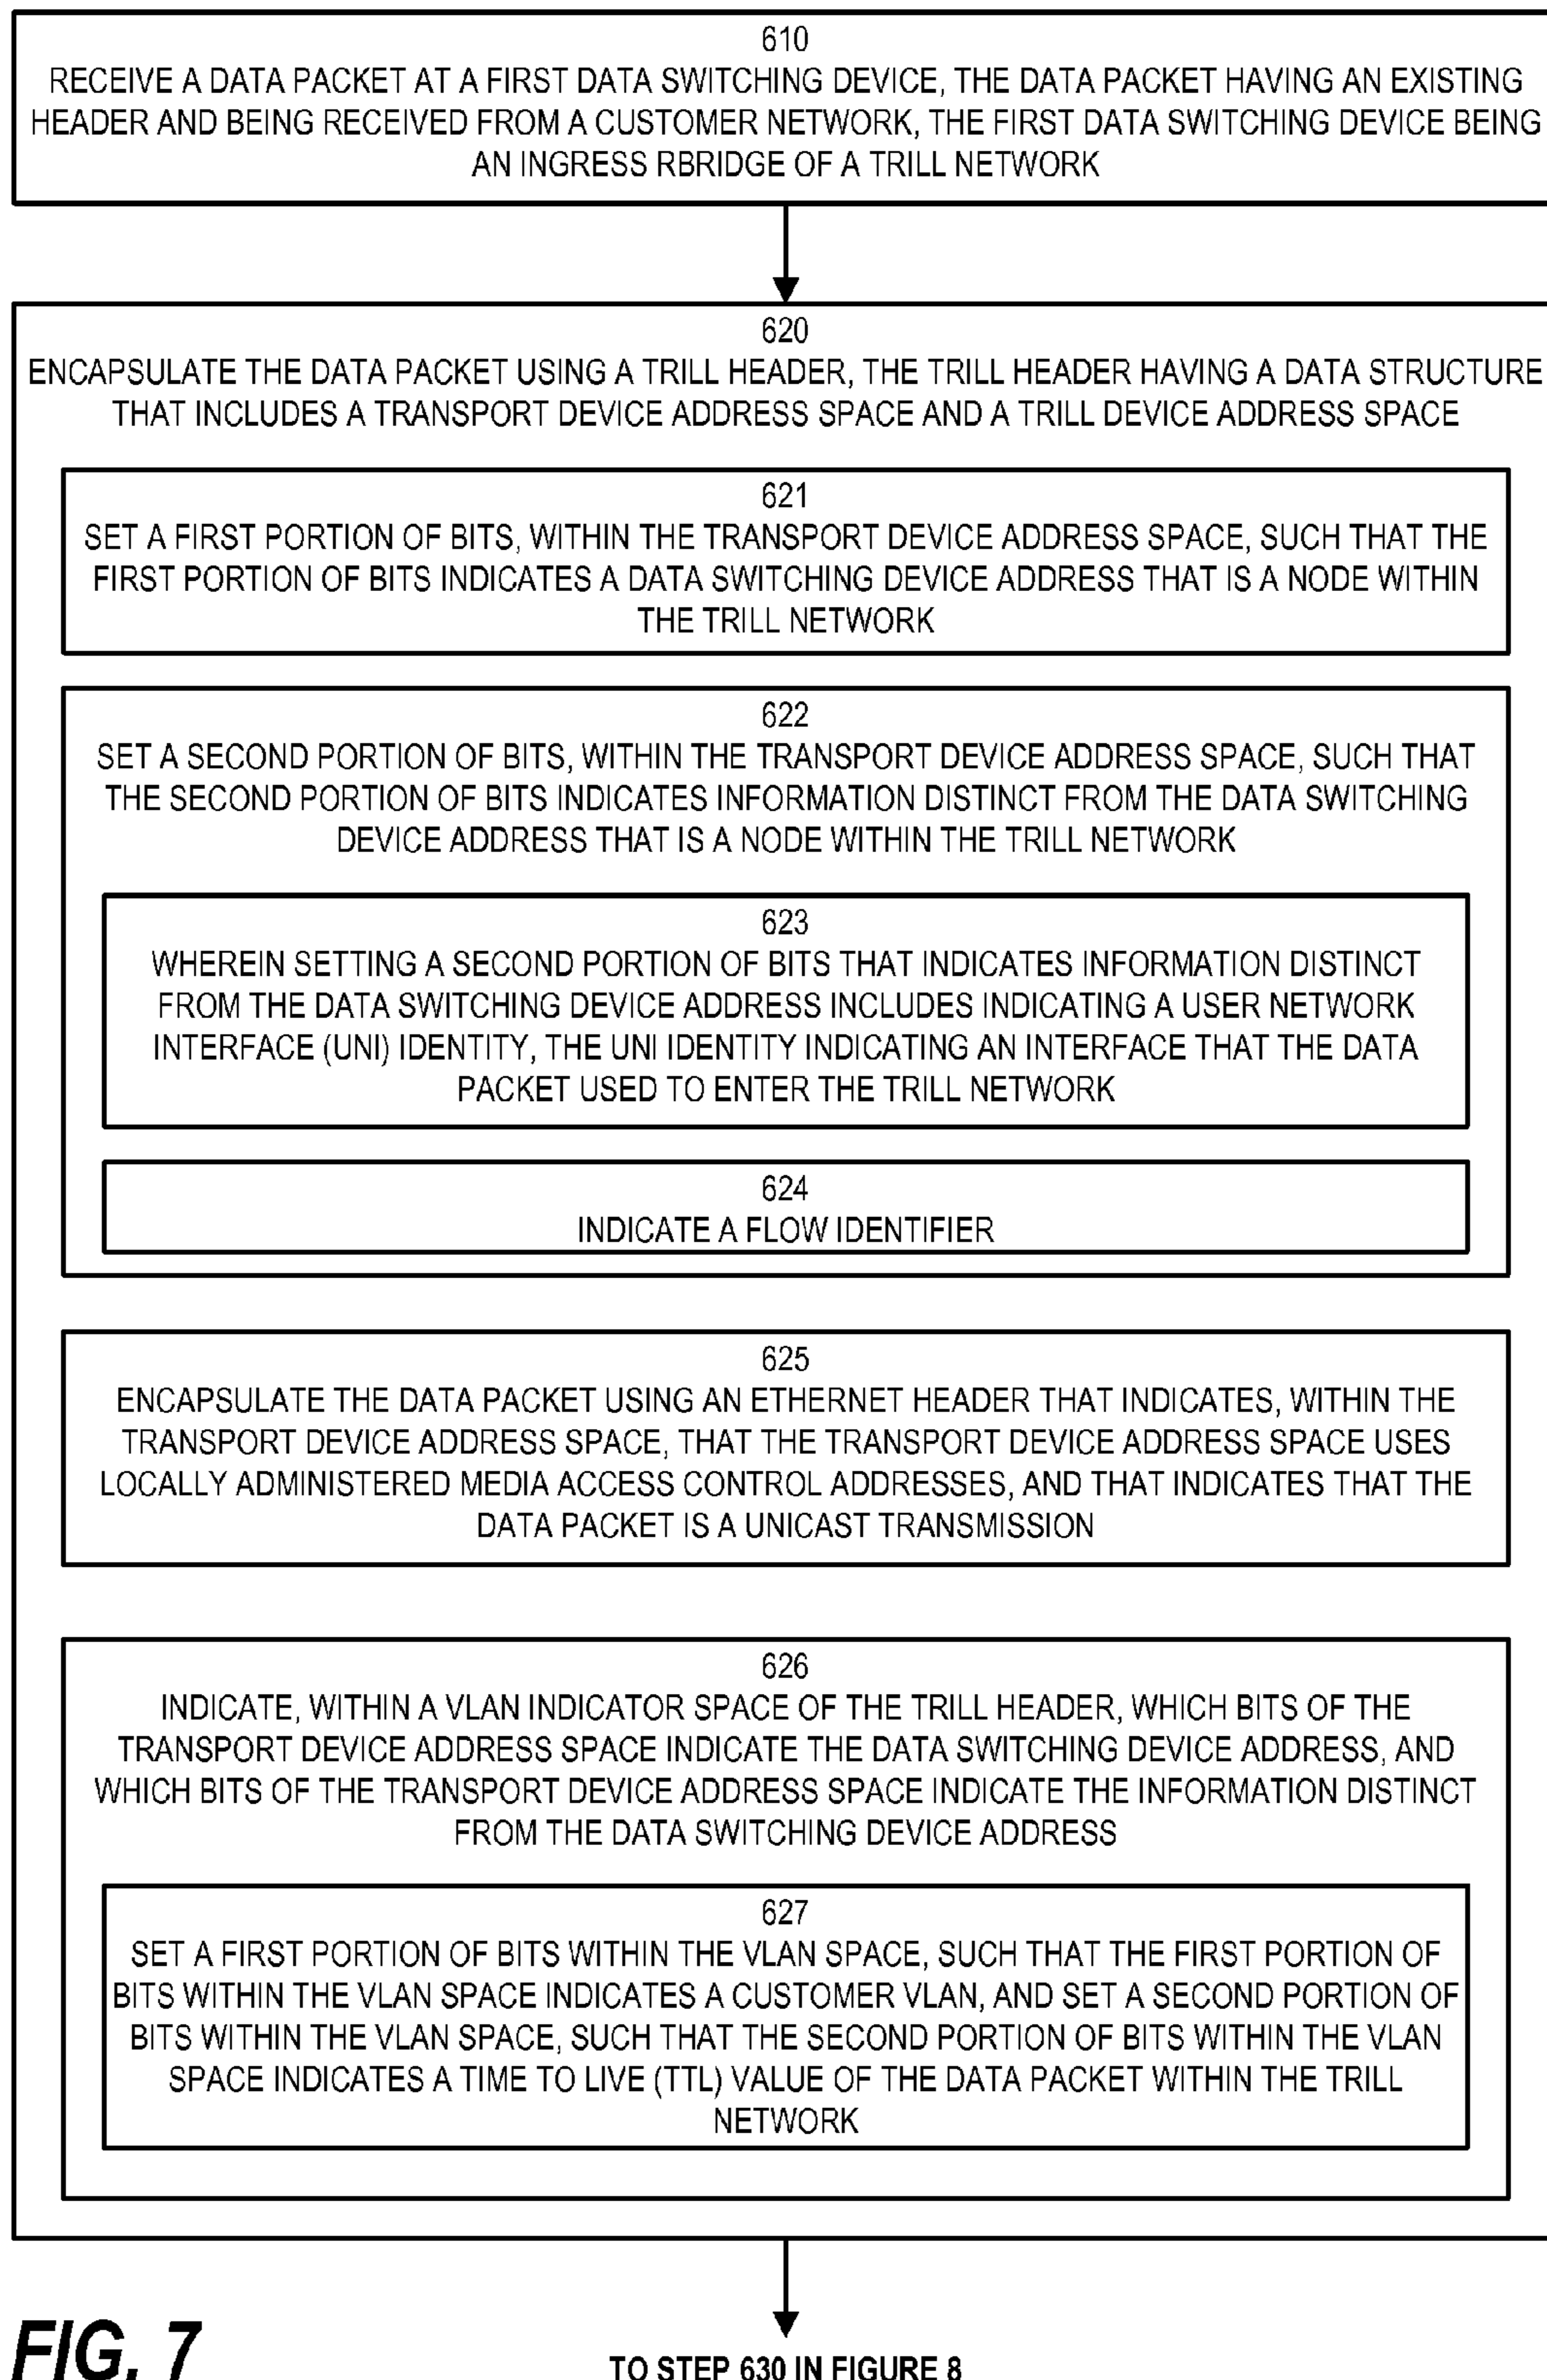 610
RECEIVE A DATA PACKET AT A FIRST DATA SWITCHING DEVICE, THE DATA PACKET HAVING AN EXISTING
HEADER AND BEING RECEIVED FROM A CUSTOMER NETWORK, THE FIRST DATA SWITCHING DEVICE BEING
AN INGRESS RBRIDGE OF A TRILL NETWORK
620
ENCAPSULATE THE DATA PACKET USING A TRILL HEADER, THE TRILL HEADER HAVING A DATA STRUCTURE
THAT INCLUDES A TRANSPORT DEVICE ADDRESS SPACE AND A TRILL DEVICE ADDRESS SPACE
621
SET A FIRST PORTION OF BITS, WITHIN THE TRANSPORT DEVICE ADDRESS SPACE, SUCH THAT THE
FIRST PORTION OF BITS INDICATES A DATA SWITCHING DEVICE ADDRESS THAT IS A NODE WITHIN
THE TRILL NETWORK
622
SET A SECOND PORTION OF BITS, WITHIN THE TRANSPORT DEVICE ADDRESS SPACE, SUCH THAT
THE SECOND PORTION OF BITS INDICATES INFORMATION DISTINCT FROM THE DATA SWITCHING
DEVICE ADDRESS THAT IS A NODE WITHIN THE TRILL NETWORK
623
WHEREIN SETTING A SECOND PORTION OF BITS THAT INDICATES INFORMATION DISTINCT
FROM THE DATA SWITCHING DEVICE ADDRESS INCLUDES INDICATING A USER NETWORK
INTERFACE (UNI) IDENTITY, THE UNI IDENTITY INDICATING AN INTERFACE THAT THE DATA
PACKET USED TO ENTER THE TRILL NETWORK
624
INDICATE A FLOW IDENTIFIER
625
ENCAPSULATE THE DATA PACKET USING AN ETHERNET HEADER THAT INDICATES, WITHIN THE
TRANSPORT DEVICE ADDRESS SPACE, THAT THE TRANSPORT DEVICE ADDRESS SPACE USES
LOCALLY ADMINISTERED MEDIA ACCESS CONTROL ADDRESSES, AND THAT INDICATES THAT THE
DATA PACKET IS A UNICAST TRANSMISSION
626
INDICATE, WITHIN A VLAN INDICATOR SPACE OF THE TRILL HEADER, WHICH BITS OF THE
TRANSPORT DEVICE ADDRESS SPACE INDICATE THE DATA SWITCHING DEVICE ADDRESS, AND
WHICH BITS OF THE TRANSPORT DEVICE ADDRESS SPACE INDICATE THE INFORMATION DISTINCT
FROM THE DATA SWITCHING DEVICE ADDRESS
627
SET A FIRST PORTION OF BITS WITHIN THE VLAN SPACE, SUCH THAT THE FIRST PORTION OF
BITS WITHIN THE VLAN SPACE INDICATES A CUSTOMER VLAN, AND SET A SECOND PORTION OF
BITS WITHIN THE VLAN SPACE, SUCH THAT THE SECOND PORTION OF BITS WITHIN THE VLAN
SPACE INDICATES A TIME TO LIVE (TTL) VALUE OF THE DATA PACKET WITHIN THE TRILL
NETWORK
FIG. 7
TO STEP 630 IN FIGURE 8